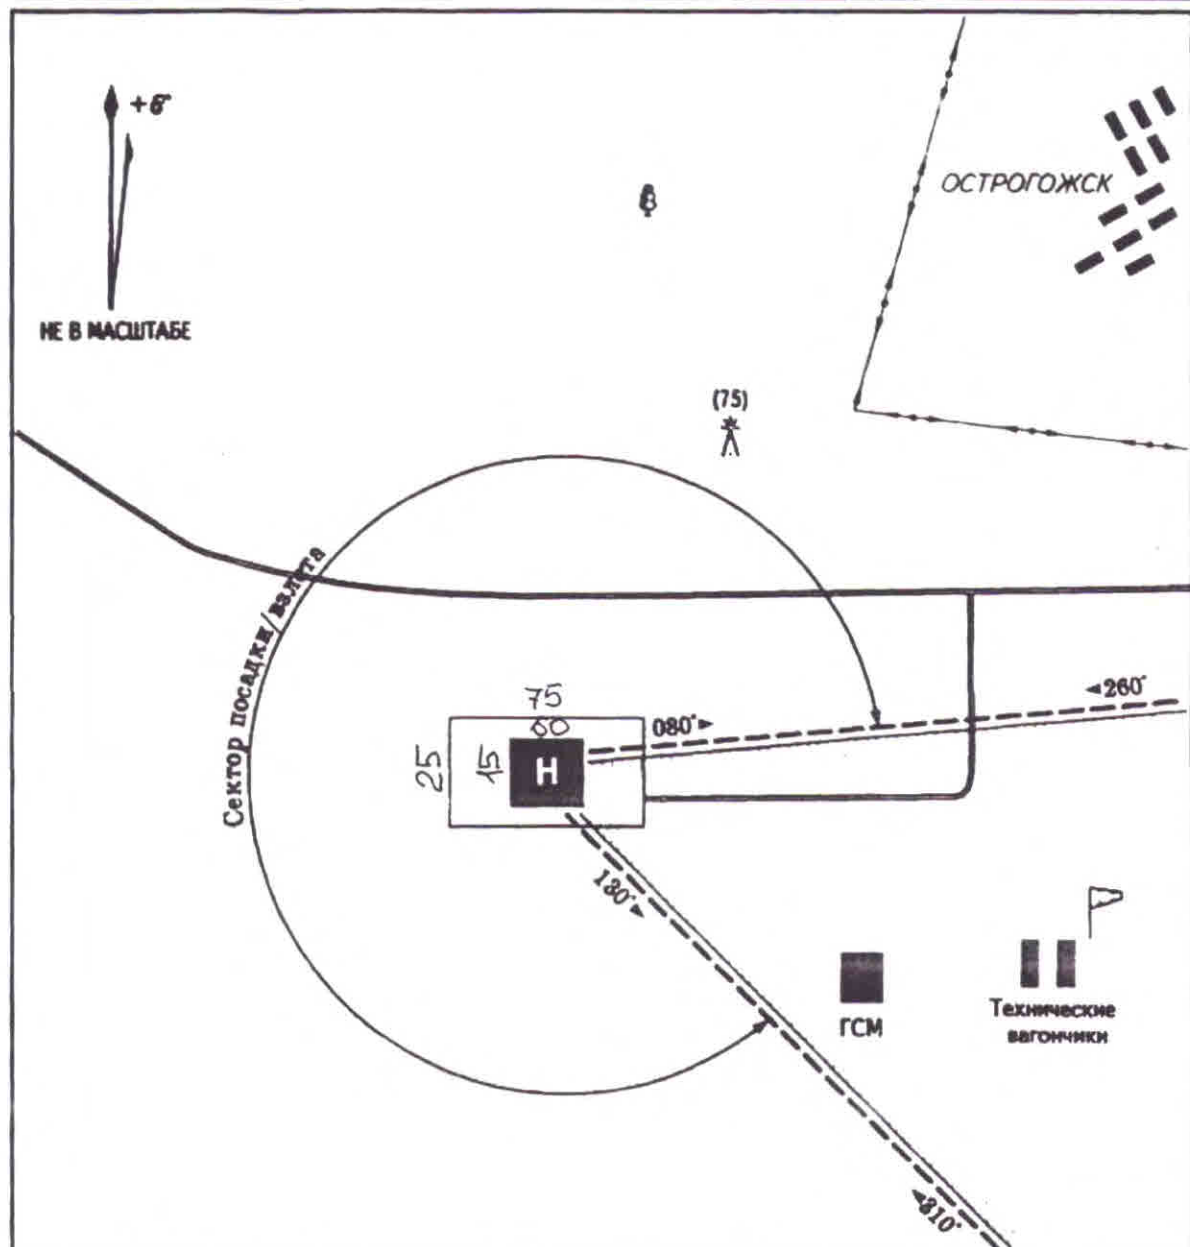 +6°
ОСТРОГОЖСК
НЕ В МАСШТАБЕ
(75)
Сектор посадки/взлета
75
60
25
15
H
080°
260°
130°
ГСМ
Технические
вагончики
310°